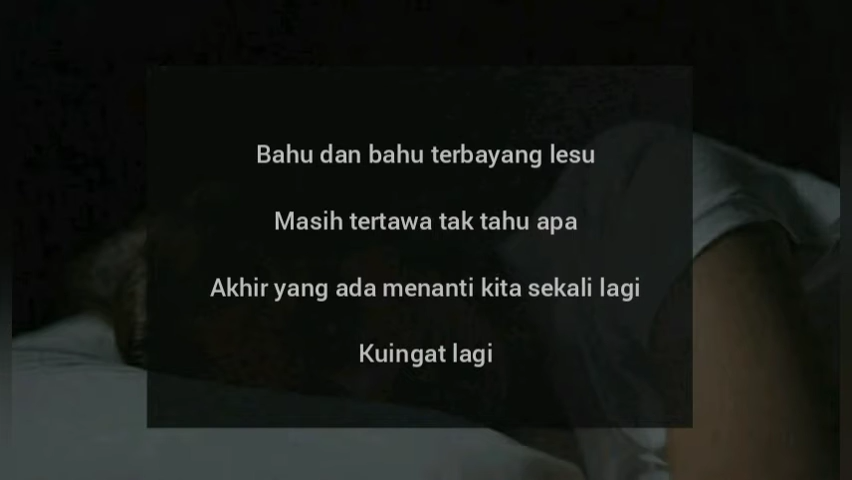 Bahu dan bahu terbayang lesu
Masih tertawa tak tahu apa
Akhir yang ada menanti kita sekali lagi
Kuingat lagi